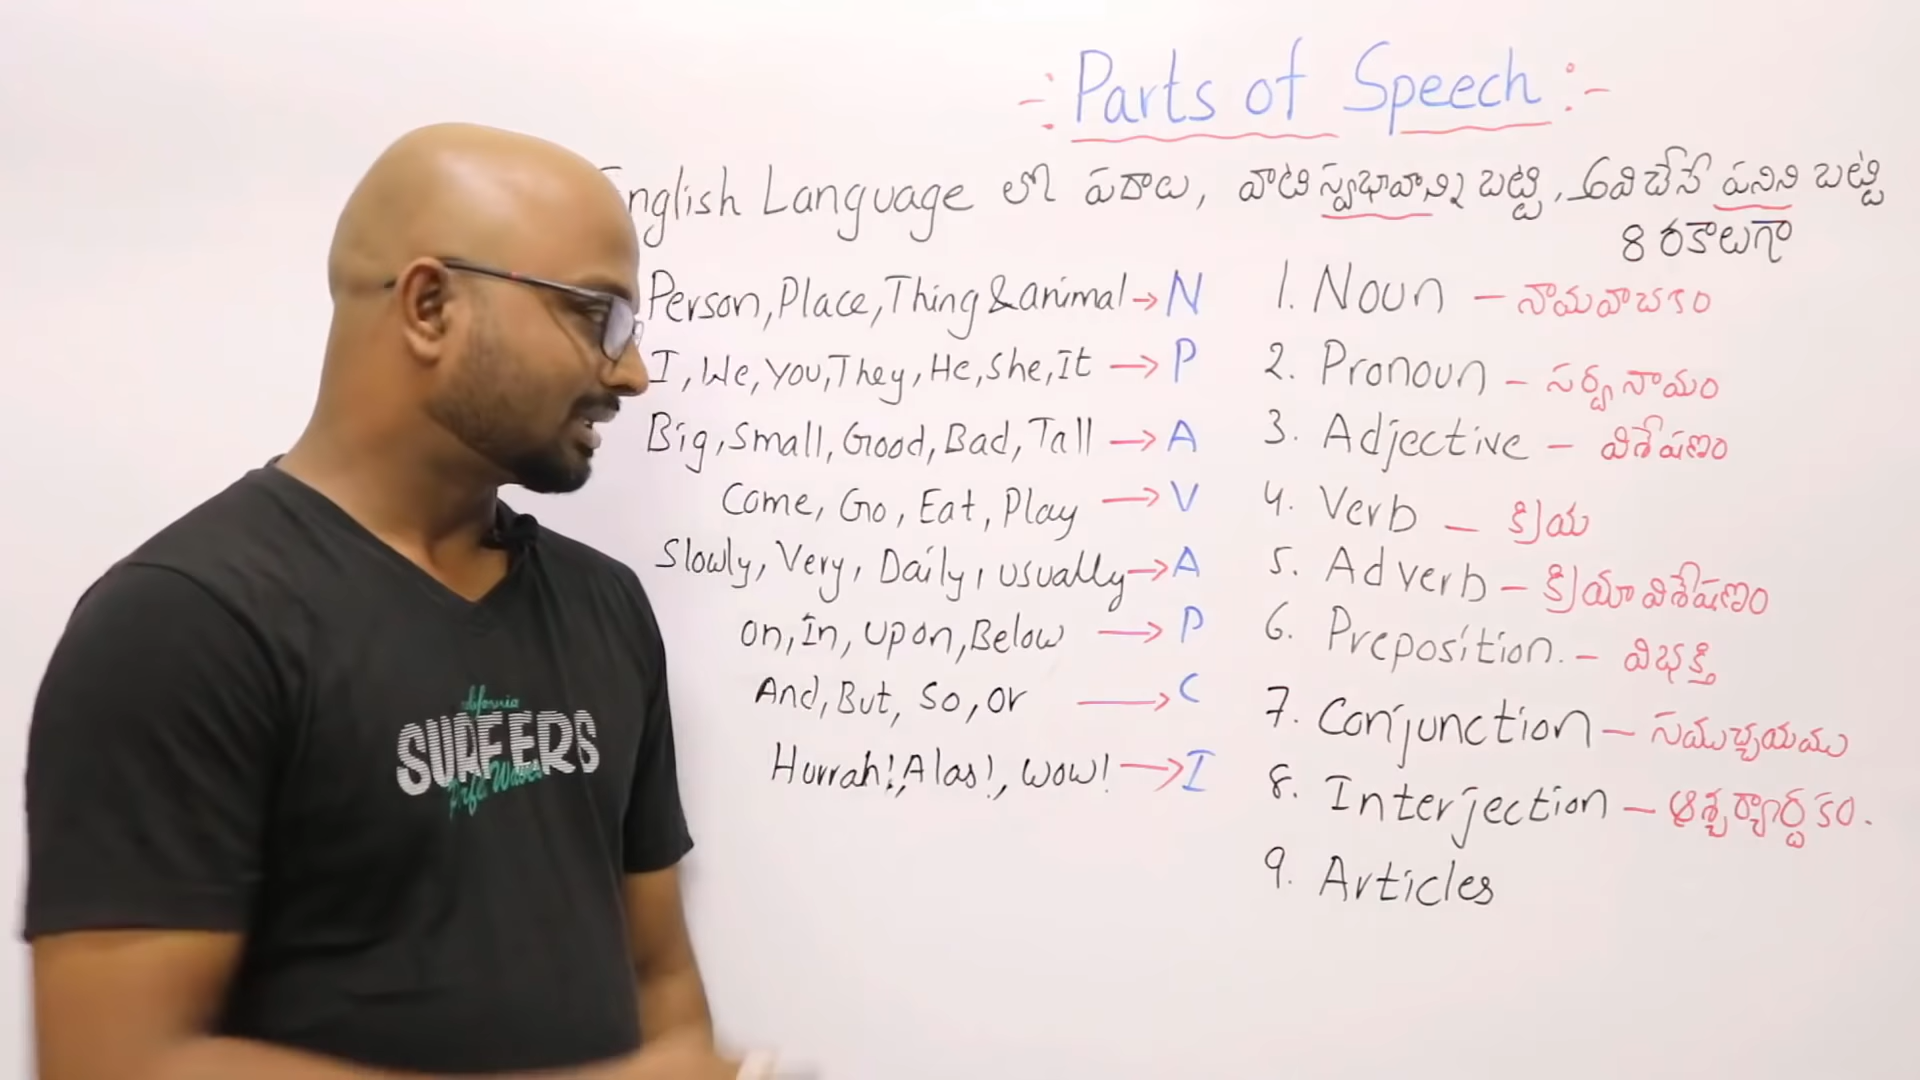 -: Parts of Speech :-
English Language లో పదాలు, వాటి స్వభావాన్ని బట్టి, అవి చేసే పనిని బట్టి
8 రకాలుగా
Person, Place, Thing & animal → N
I, We, You, They, He, She, It → P
Big, Small, Good, Bad, Tall → A
Come, Go, Eat, Play → V
Slowly, Very, Daily, usually → A
On, In, Upon, Below → P
And, But, So, Or → C
Hurrah!, Alas!, Wow! → I
1. Noun - నామవాచకం
2. Pronoun - సర్వనామం
3. Adjective - విశేషణం
4. Verb - క్రియ
5. Adverb - క్రియా విశేషణం
6. Preposition. - విభక్తి
7. Conjunction - సముచ్చయము
8. Interjection - ఆశ్చర్యార్థకం.
9. Articles
California
SURFERS